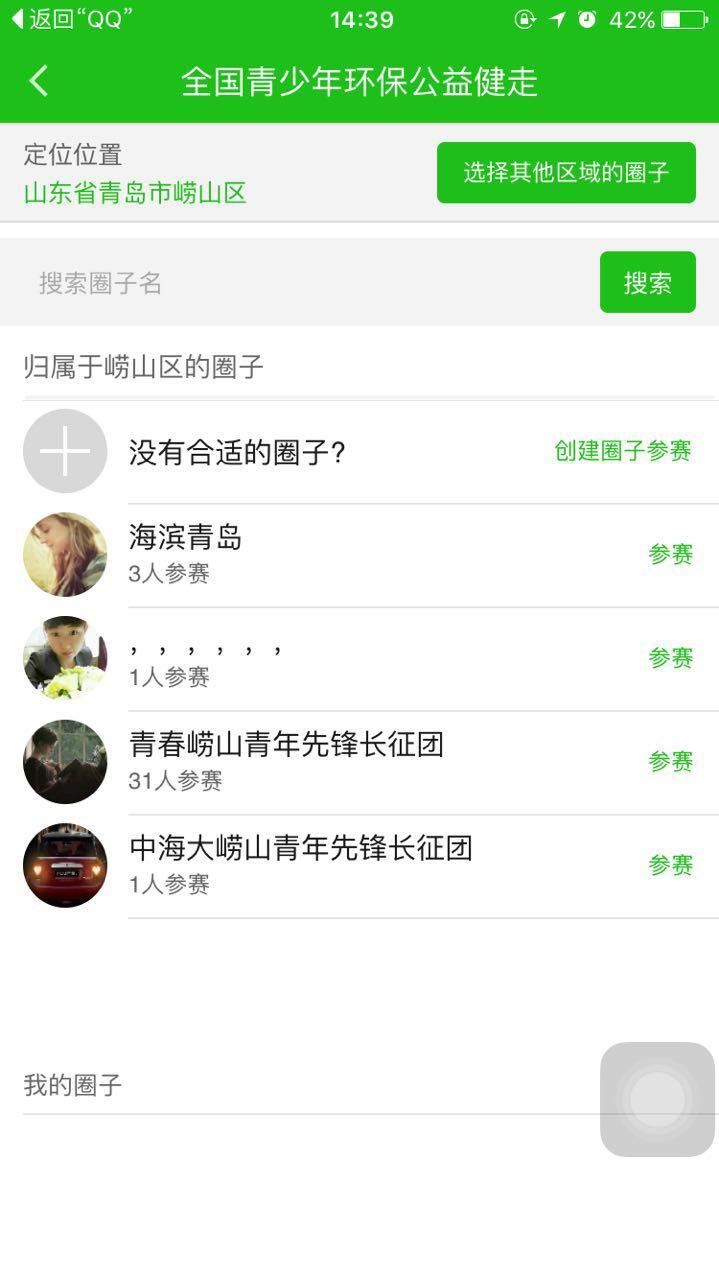 返回“QQ”
14:39
42%
全国青少年环保公益健走
定位位置
山东省青岛市崂山区
选择其他区域的圈子
搜索圈子名
搜索
归属于崂山区的圈子
没有合适的圈子?
创建圈子参赛
海滨青岛
3人参赛
参赛
，，，，，，
1人参赛
参赛
青春崂山青年先锋长征团
31人参赛
参赛
中海大崂山青年先锋长征团
1人参赛
参赛
我的圈子